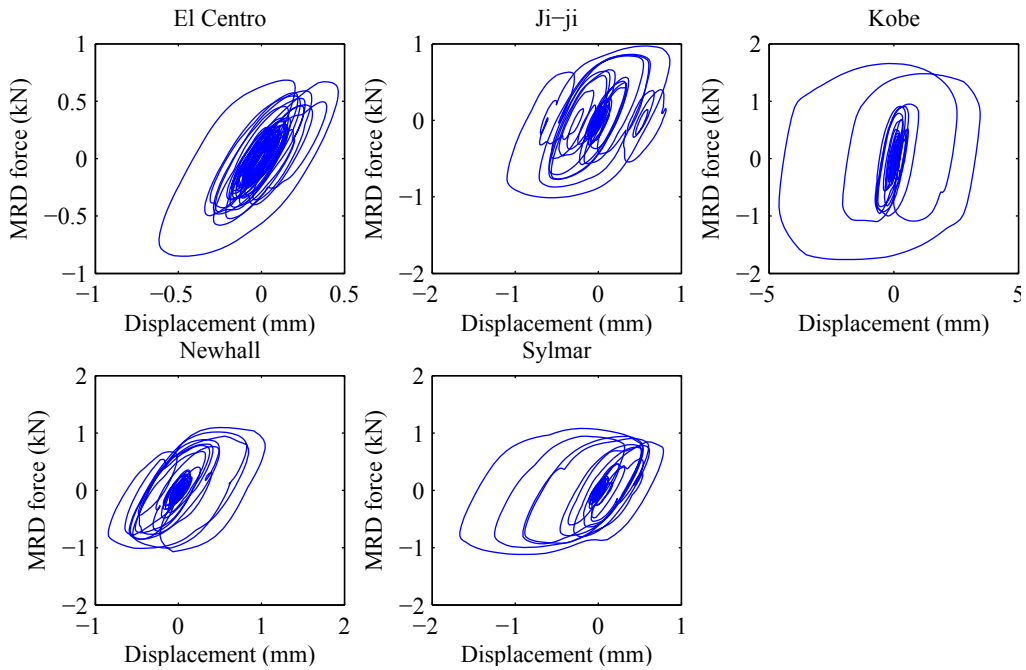 El Centro
Ji−ji
Kobe
MRD force (kN)
1
0.5
0
−0.5
−1
−1
−0.5
0
0.5
Displacement (mm)
MRD force (kN)
1
0
−1
−2
−2
−1
0
1
Displacement (mm)
MRD force (kN)
2
1
0
−1
−2
−5
0
5
Displacement (mm)
Newhall
Sylmar
MRD force (kN)
2
1
0
−1
−2
−1
0
1
2
Displacement (mm)
MRD force (kN)
2
1
0
−1
−2
−2
−1
0
1
Displacement (mm)